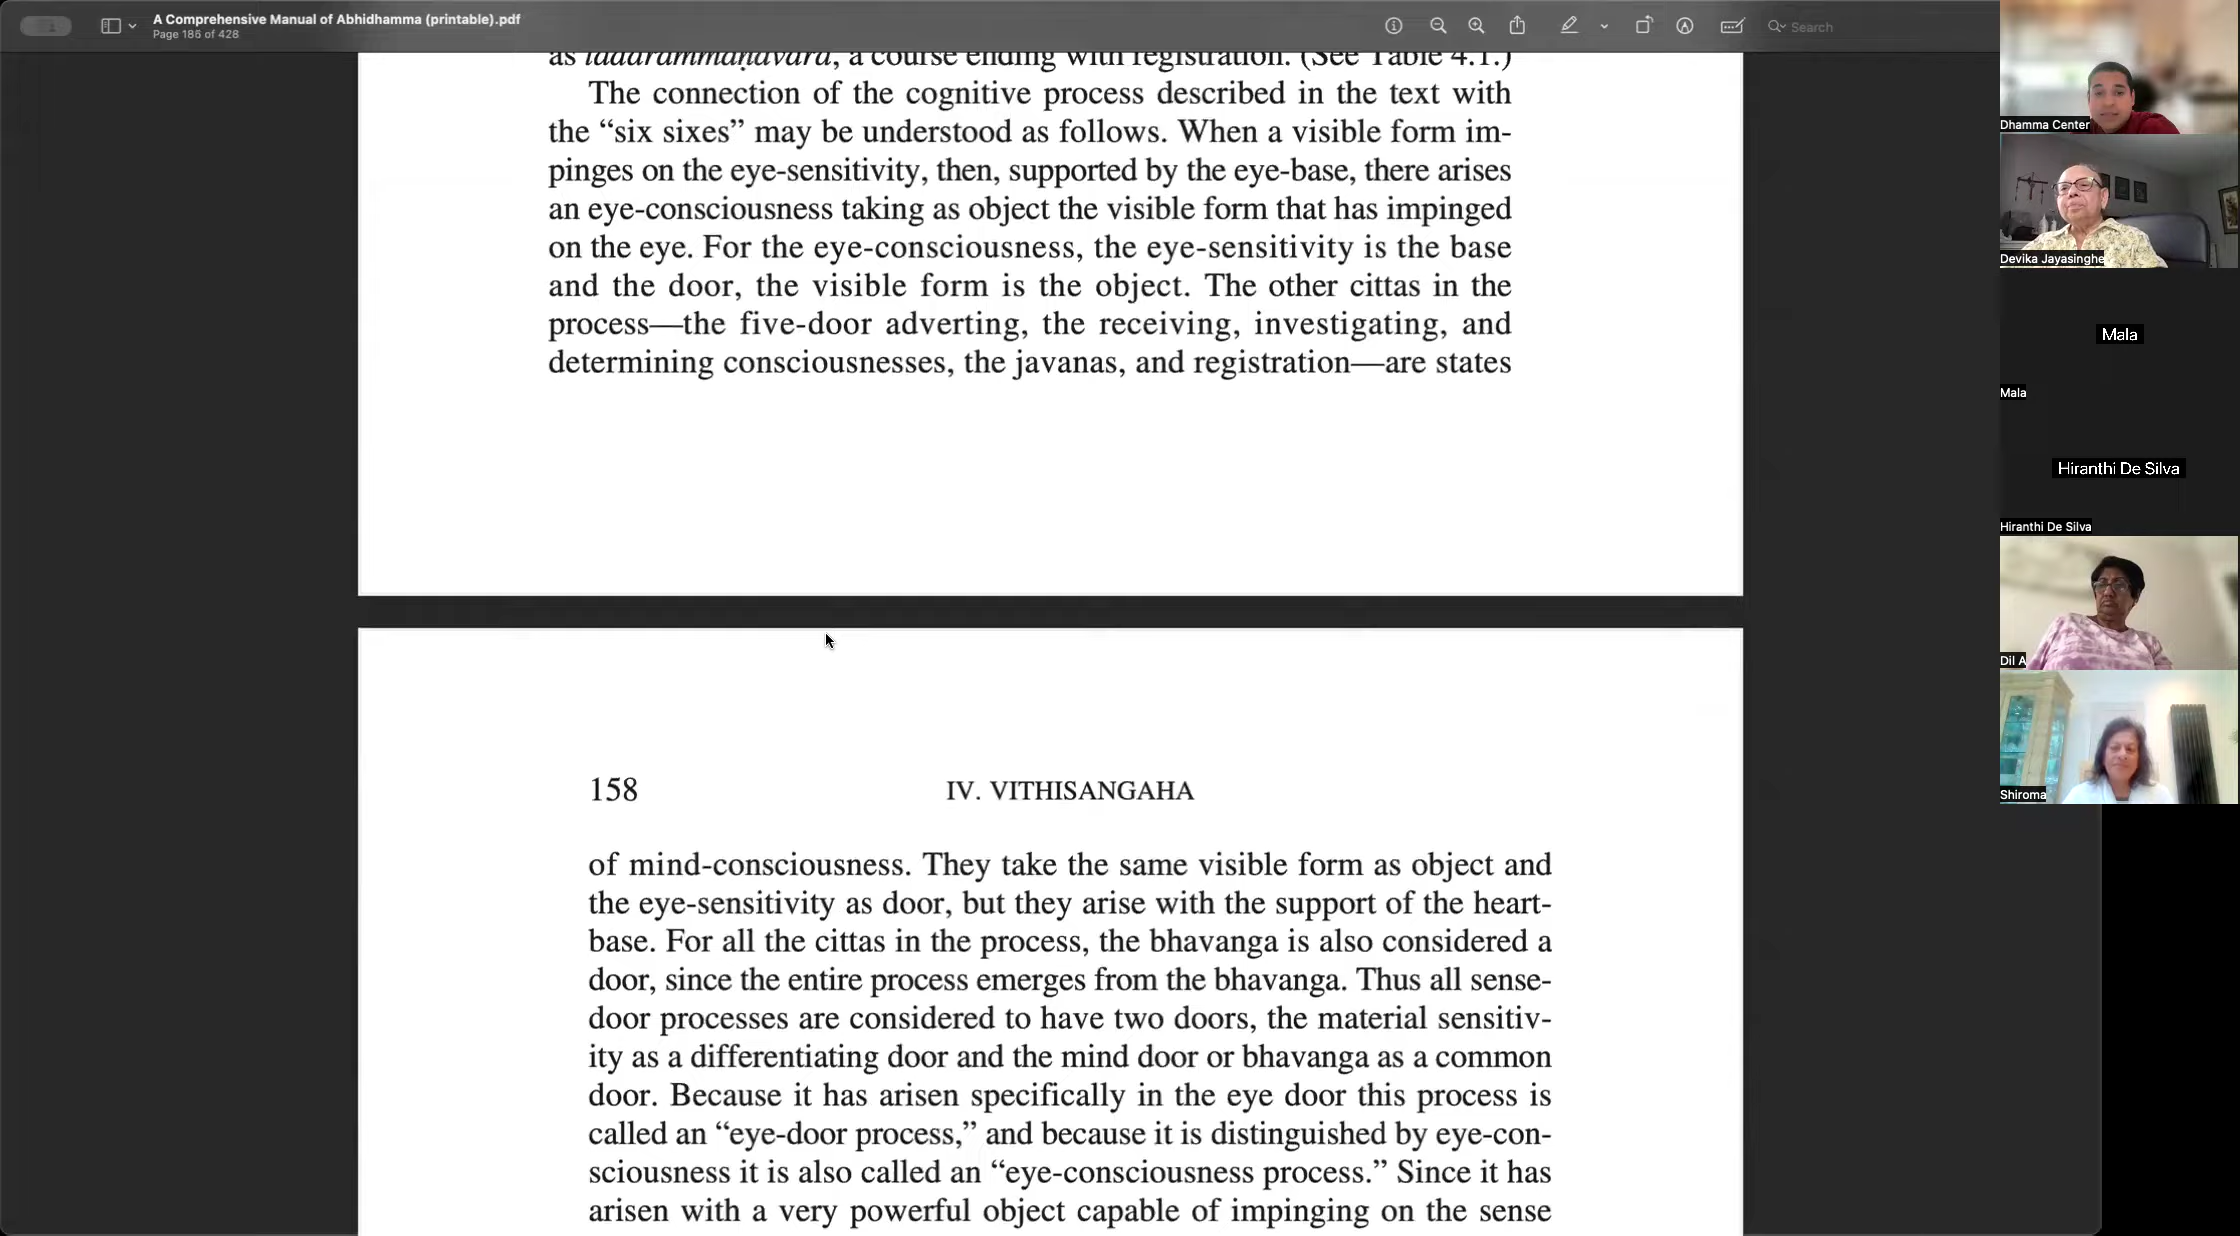 A Comprehensive Manual of Abhidhamma (printable).pdf
Page 186 of 428
Search
as tadārammaṇavāra, a course ending with registration. (See Table 4.1.)
The connection of the cognitive process described in the text with
the “six sixes” may be understood as follows. When a visible form im-
pinges on the eye-sensitivity, then, supported by the eye-base, there arises
an eye-consciousness taking as object the visible form that has impinged
on the eye. For the eye-consciousness, the eye-sensitivity is the base
and the door, the visible form is the object. The other cittas in the
process—the five-door adverting, the receiving, investigating, and
determining consciousnesses, the javanas, and registration—are states
158 IV. VITHISANGAHA
of mind-consciousness. They take the same visible form as object and
the eye-sensitivity as door, but they arise with the support of the heart-
base. For all the cittas in the process, the bhavanga is also considered a
door, since the entire process emerges from the bhavanga. Thus all sense-
door processes are considered to have two doors, the material sensitiv-
ity as a differentiating door and the mind door or bhavanga as a common
door. Because it has arisen specifically in the eye door this process is
called an “eye-door process,” and because it is distinguished by eye-con-
sciousness it is also called an “eye-consciousness process.” Since it has
arisen with a very powerful object capable of impinging on the sense
Dhamma Center
Devika Jayasinghe
Mala
Mala
Hiranthi De Silva
Hiranthi De Silva
Dil A
Shiroma